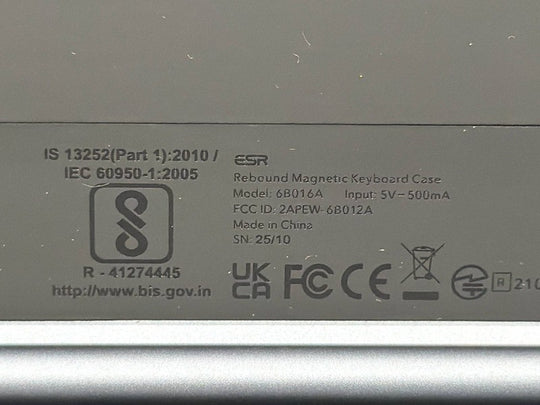 IS 13252(Part 1):2010 /
IEC 60950-1:2005
R - 41274445
http://www.bis.gov.in
ESR
Rebound Magnetic Keyboard Case
Model: 6B016A Input: 5V⎓500mA
FCC ID: 2APEW-6B012A
Made in China
SN: 25/10
UK
CA FC CE R 210